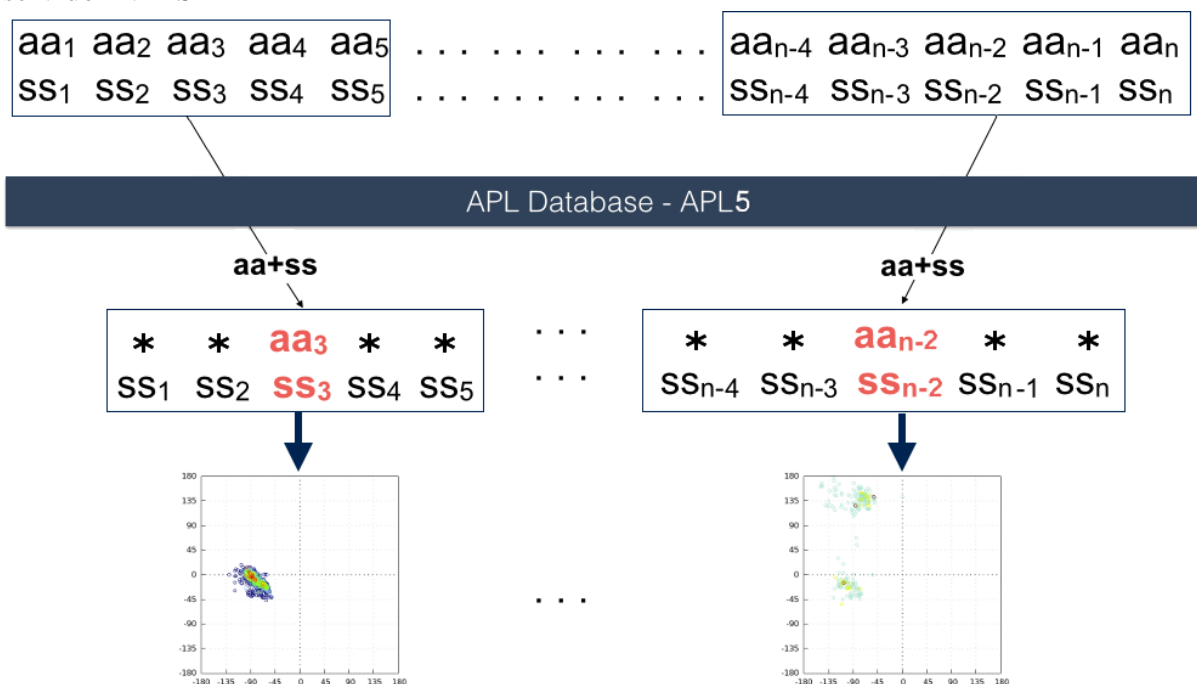 aa1 aa2 aa3 aa4 aa5 . . . . . . . . . . . . aan-4 aan-3 aan-2 aan-1 aan
ss1 ss2 ss3 ss4 ss5 . . . . . . . . . . . . ssn-4 ssn-3 ssn-2 ssn-1 ssn
APL Database - APL5
aa+ss aa+ss
* * aa3 * * . . . * * aan-2 * *
ss1 ss2 ss3 ss4 ss5 . . . ssn-4 ssn-3 ssn-2 ssn-1 ssn
180 180
135 135
90 90
45 45
0 0
-45 . . . -45
-90 -90
-135 -135
-180 -180
-180 -135 -90 -45 0 45 90 135 180 -180 -135 -90 -45 0 45 90 135 180